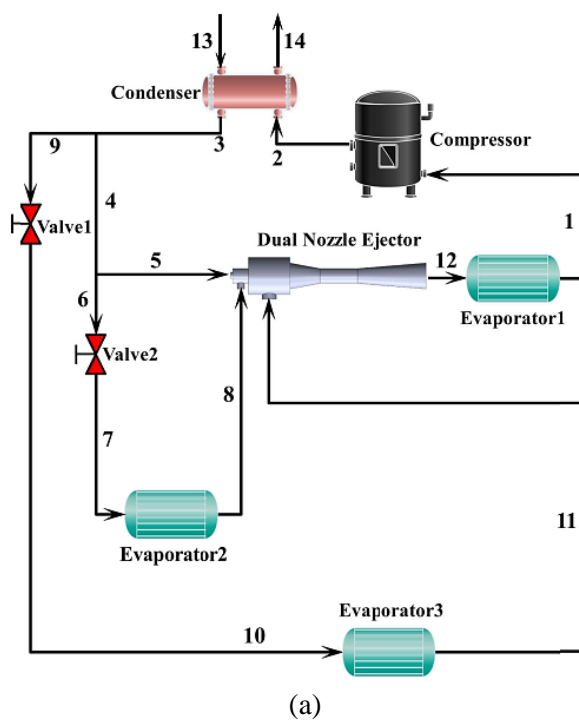 13
14
Condenser
9
3
2
Compressor
4
Valve1
1
Dual Nozzle Ejector
5
12
6
Evaporator1
Valve2
8
7
11
Evaporator2
Evaporator3
10
(a)